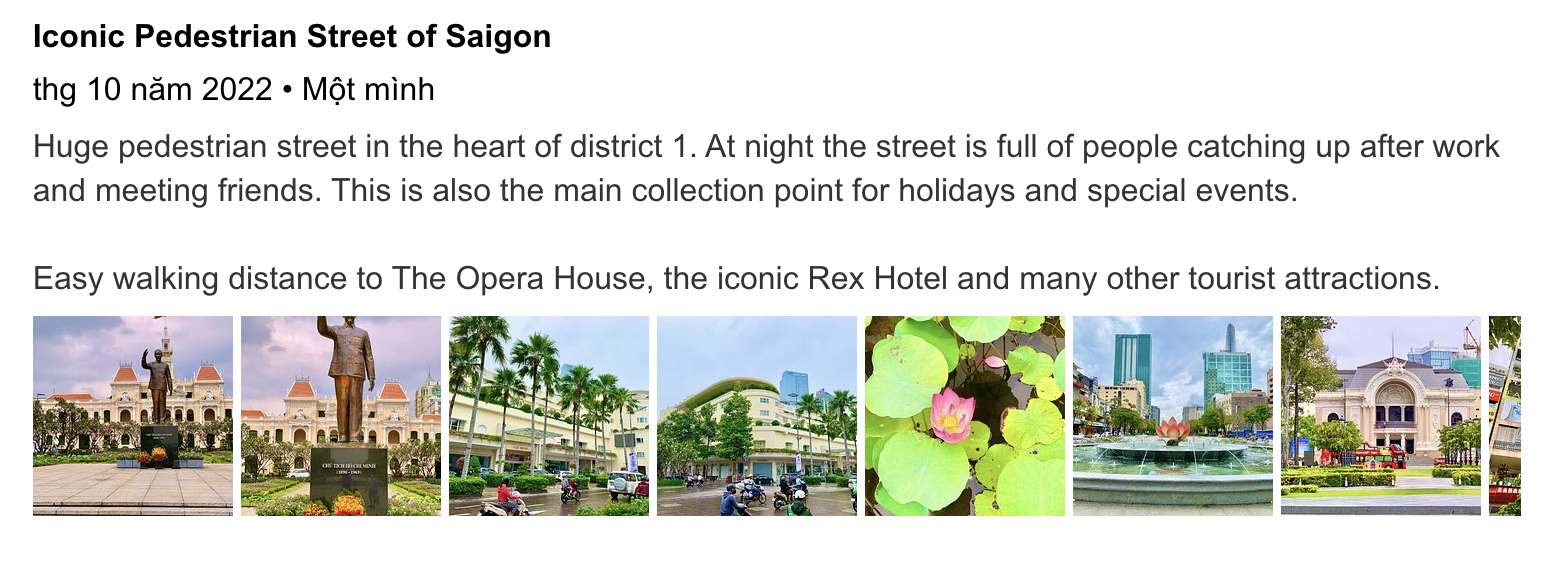 Iconic Pedestrian Street of Saigon
thg 10 năm 2022 • Một mình
Huge pedestrian street in the heart of district 1. At night the street is full of people catching up after work
and meeting friends. This is also the main collection point for holidays and special events.
Easy walking distance to The Opera House, the iconic Rex Hotel and many other tourist attractions.
CHỦ TỊCH HỒ CHÍ MINH
(1890 - 1969)